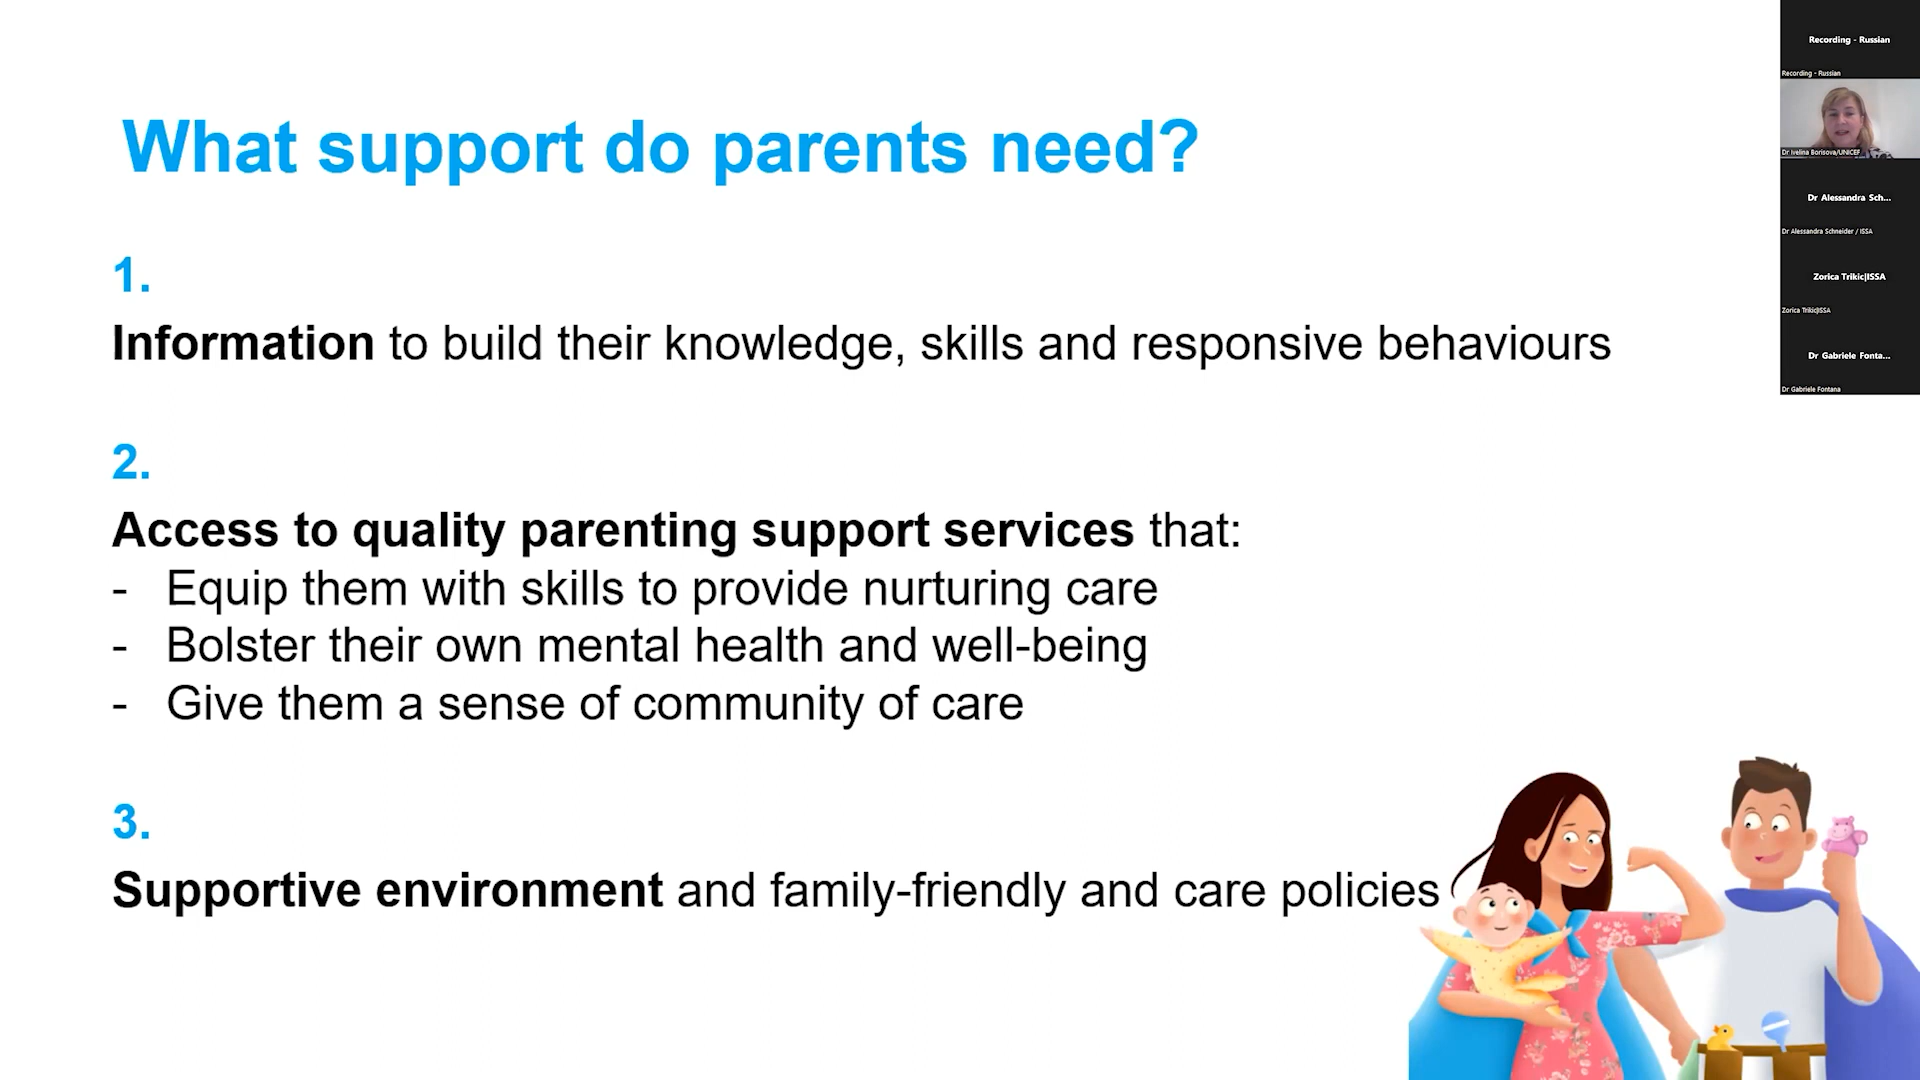 What support do parents need?
1.
Information to build their knowledge, skills and responsive behaviours
2.
Access to quality parenting support services that:
- Equip them with skills to provide nurturing care
- Bolster their own mental health and well-being
- Give them a sense of community of care
3.
Supportive environment and family-friendly and care policies
Recording - Russian
Recording - Russian
Dr Ivelina Borisova/UNICEF
Dr Alessandra Sch...
Dr Alessandra Schneider / ISSA
Zorica Trikic|ISSA
Zorica Trikic|ISSA
Dr Gabriele Fonta...
Dr Gabriele Fontana